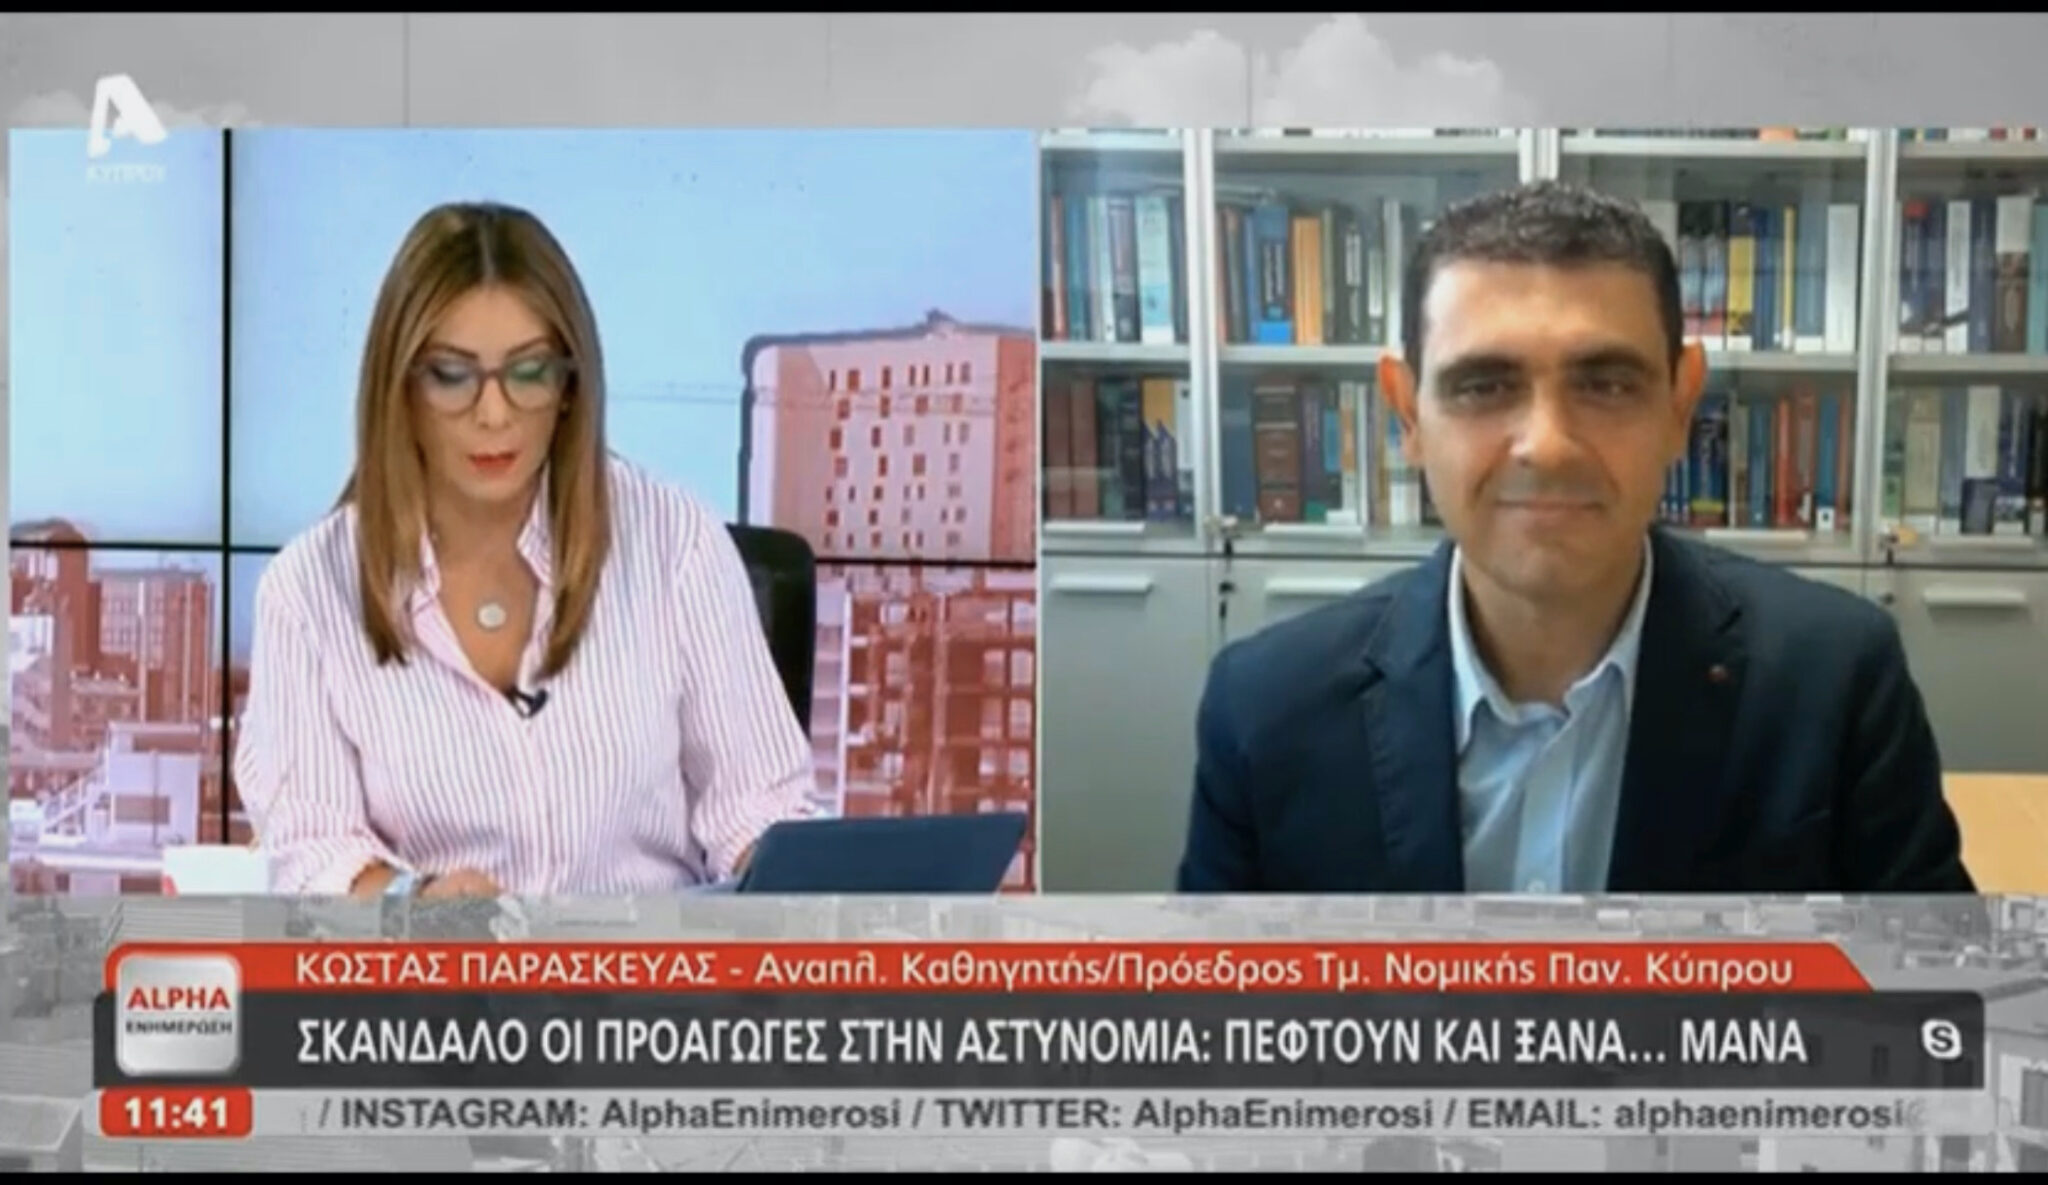 ΚΥΠΡΟΥ
ΚΩΣΤΑΣ ΠΑΡΑΣΚΕΥΑΣ - Αναπλ. Καθηγητής/Πρόεδρος Τμ. Νομικής Παν. Κύπρου
ALPHA
ΕΝΗΜΕΡΩΣΗ
ΣΚΑΝΔΑΛΟ ΟΙ ΠΡΟΑΓΩΓΕΣ ΣΤΗΝ ΑΣΤΥΝΟΜΙΑ: ΠΕΦΤΟΥΝ ΚΑΙ ΞΑΝΑ... ΜΑΝΑ
11:41
/ INSTAGRAM: AlphaEnimerosi / TWITTER: AlphaEnimerosi / EMAIL: alphaenimerosi@